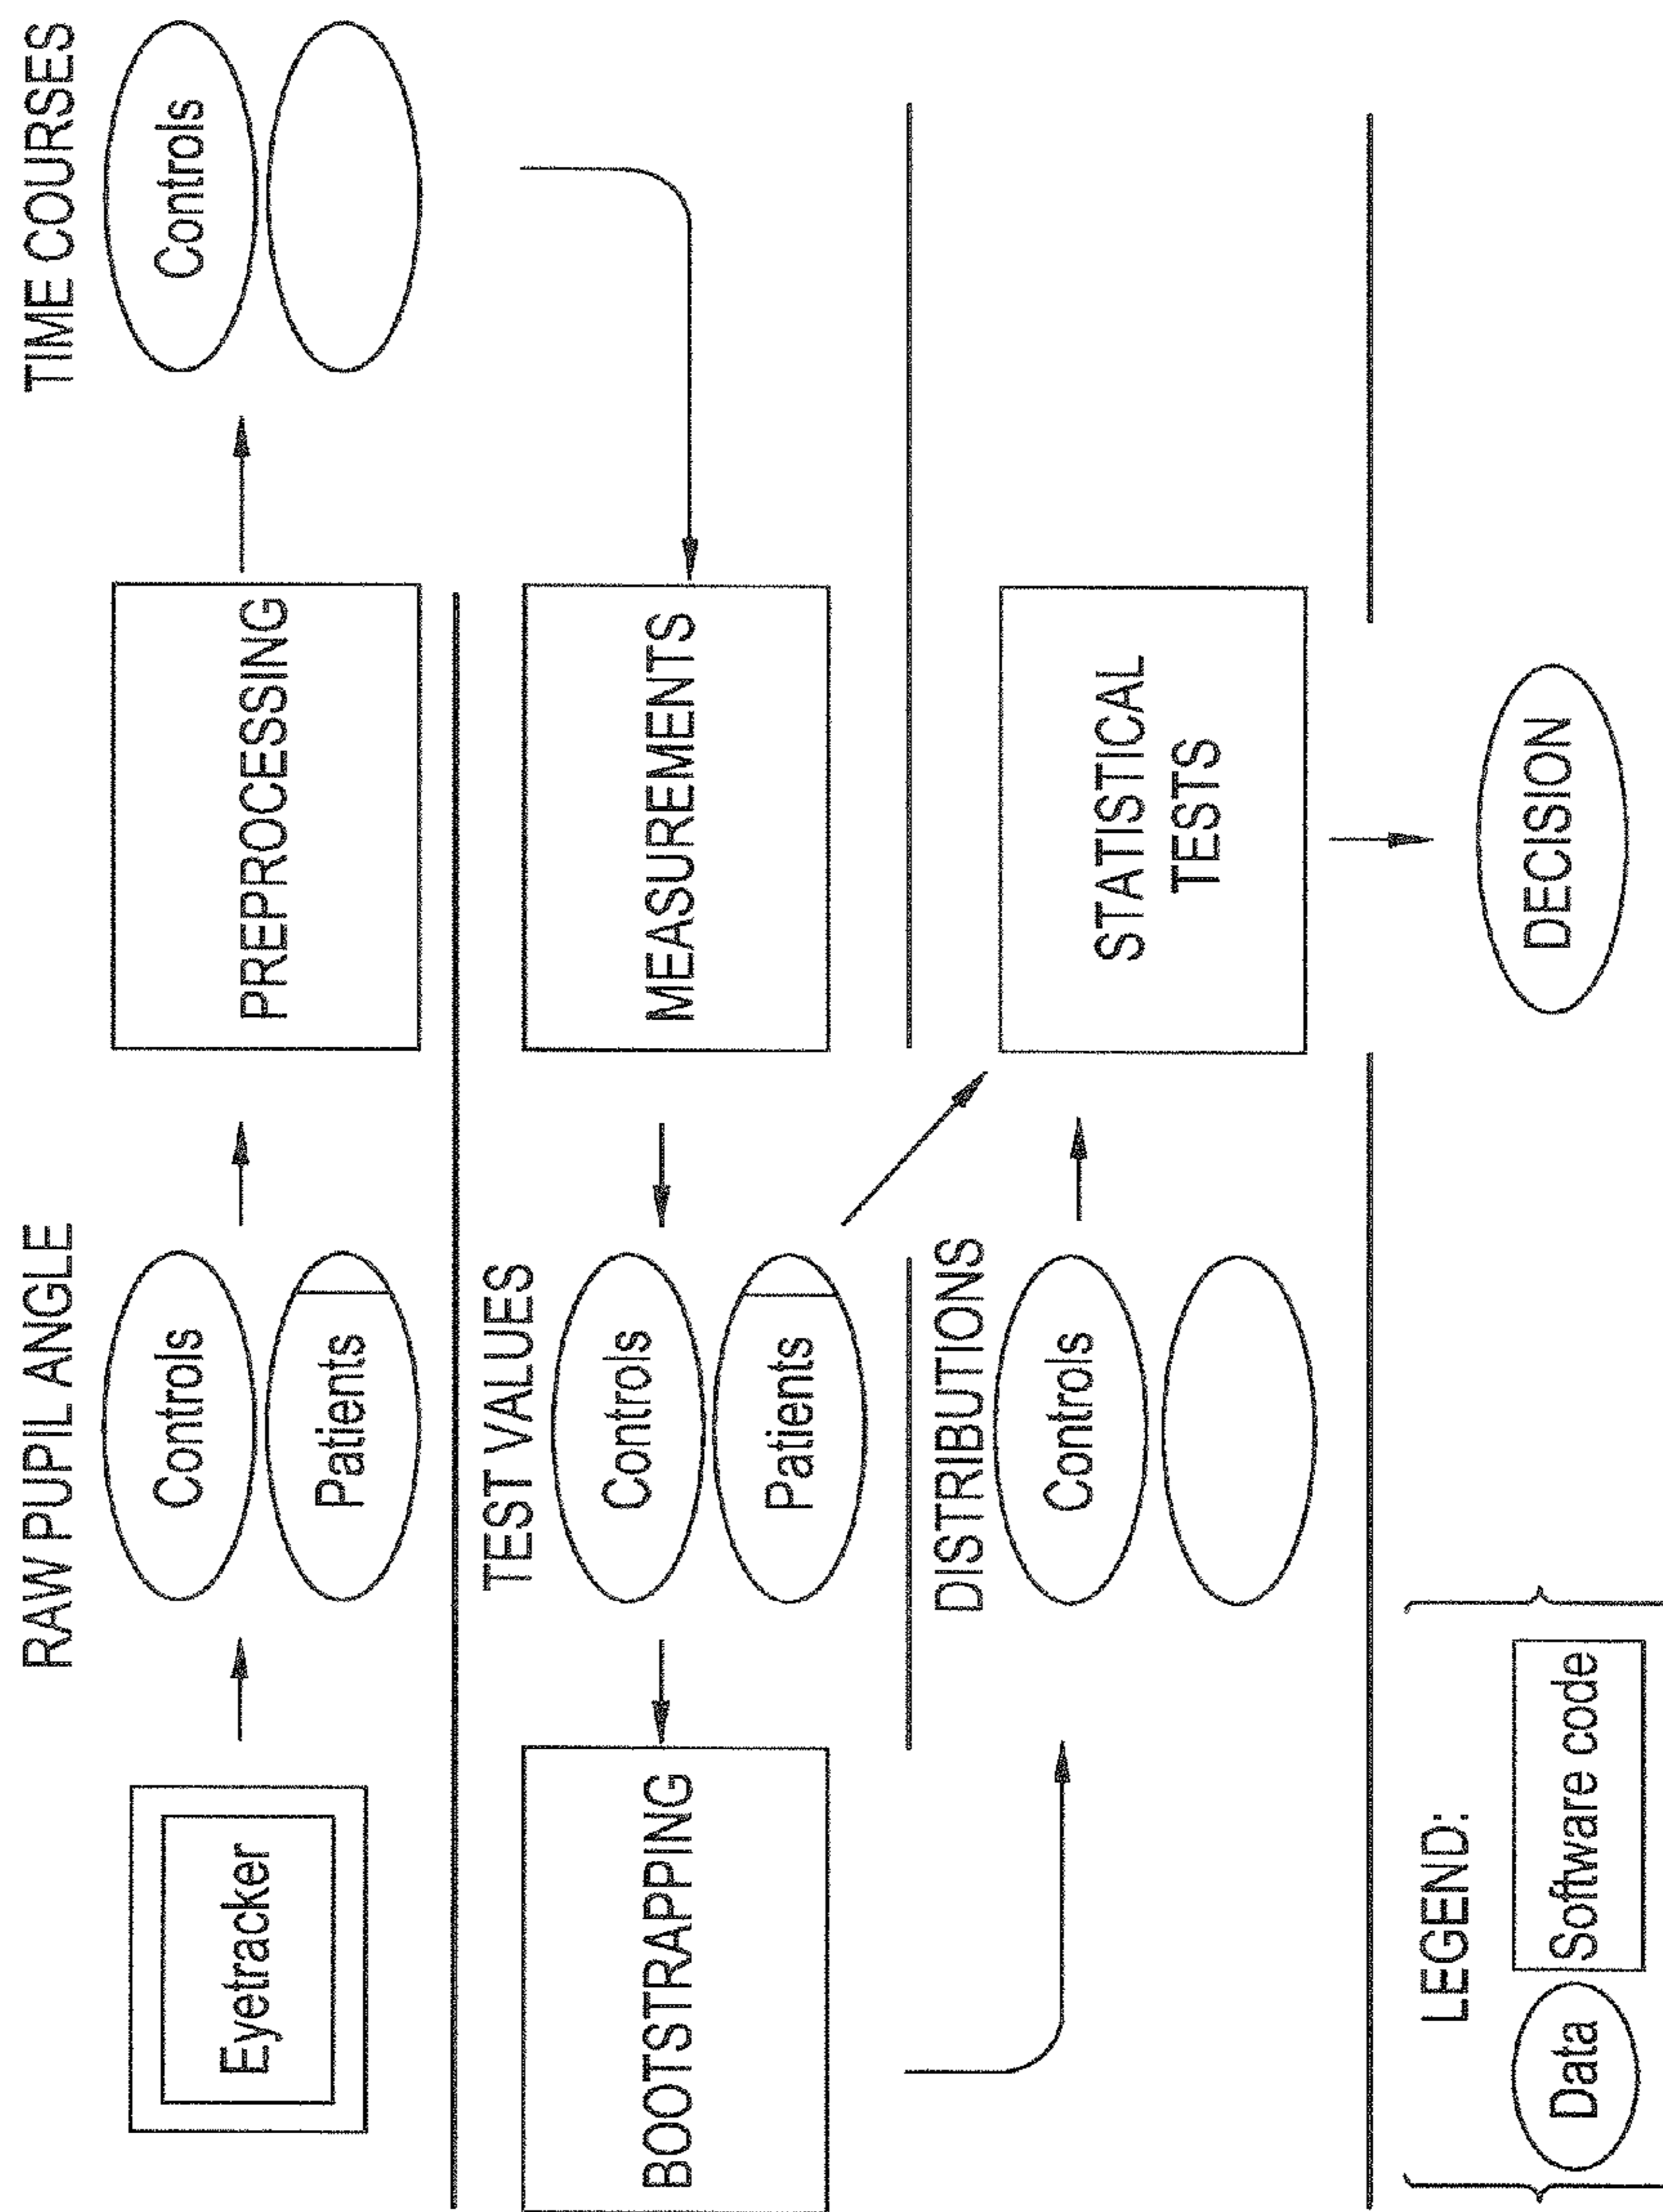 RAW PUPIL ANGLE
TIME COURSES
Eyetracker
Controls
Patients
PREPROCESSING
Controls
TEST VALUES
BOOTSTRAPPING
Controls
Patients
MEASUREMENTS
DISTRIBUTIONS
Controls
STATISTICAL
TESTS
LEGEND:
Data
Software code
DECISION